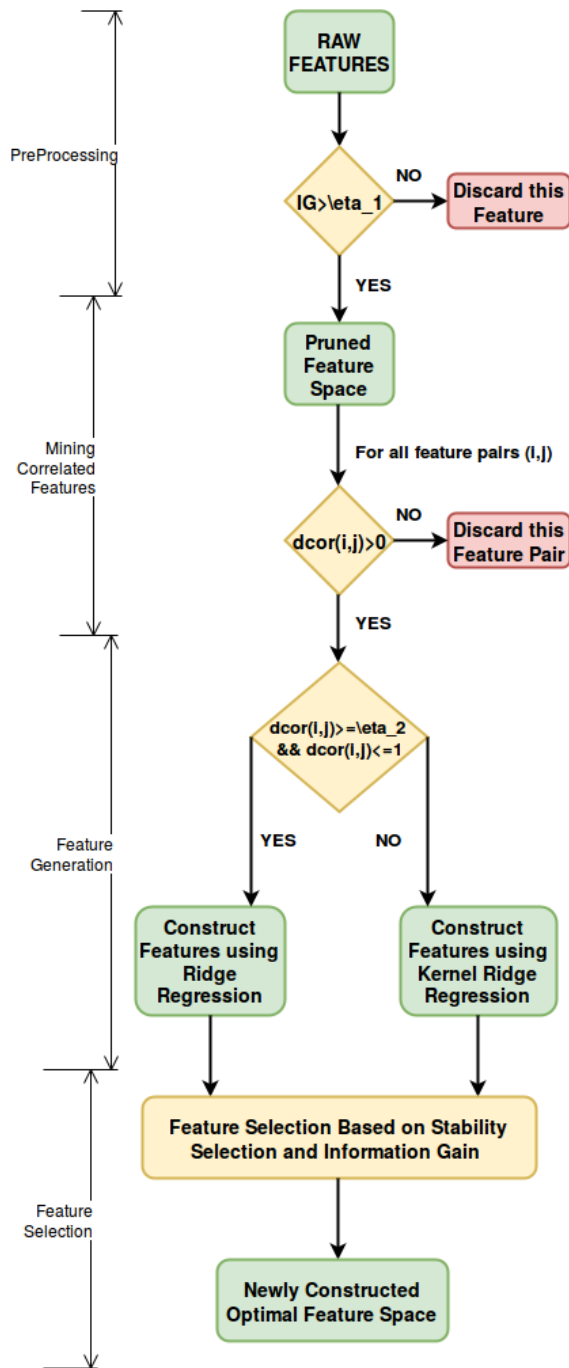 RAW
FEATURES
PreProcessing
IG>\eta_1
NO
Discard this
Feature
YES
Pruned
Feature
Space
For all feature pairs (i,j)
Mining
Correlated
Features
dcor(i,j)>0
NO
Discard this
Feature Pair
YES
dcor(i,j)>=\eta_2
&& dcor(i,j)<=1
YES
NO
Feature
Generation
Construct
Features using
Ridge
Regression
Construct
Features using
Kernel Ridge
Regression
Feature Selection Based on Stability
Selection and Information Gain
Feature
Selection
Newly Constructed
Optimal Feature Space